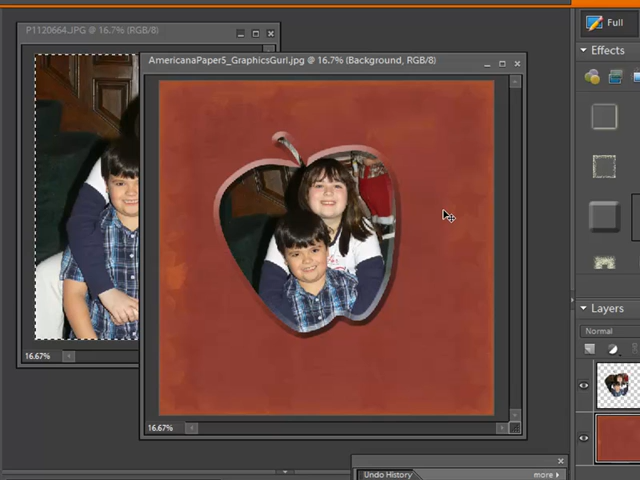 Full
P1120664.JPG @ 16.7% (RGB/8)
Effects
AmericanaPaper5_GraphicsGurl.jpg @ 16.7% (Background, RGB/8)
Layers
Normal
16.67%
16.67%
Undo History
more